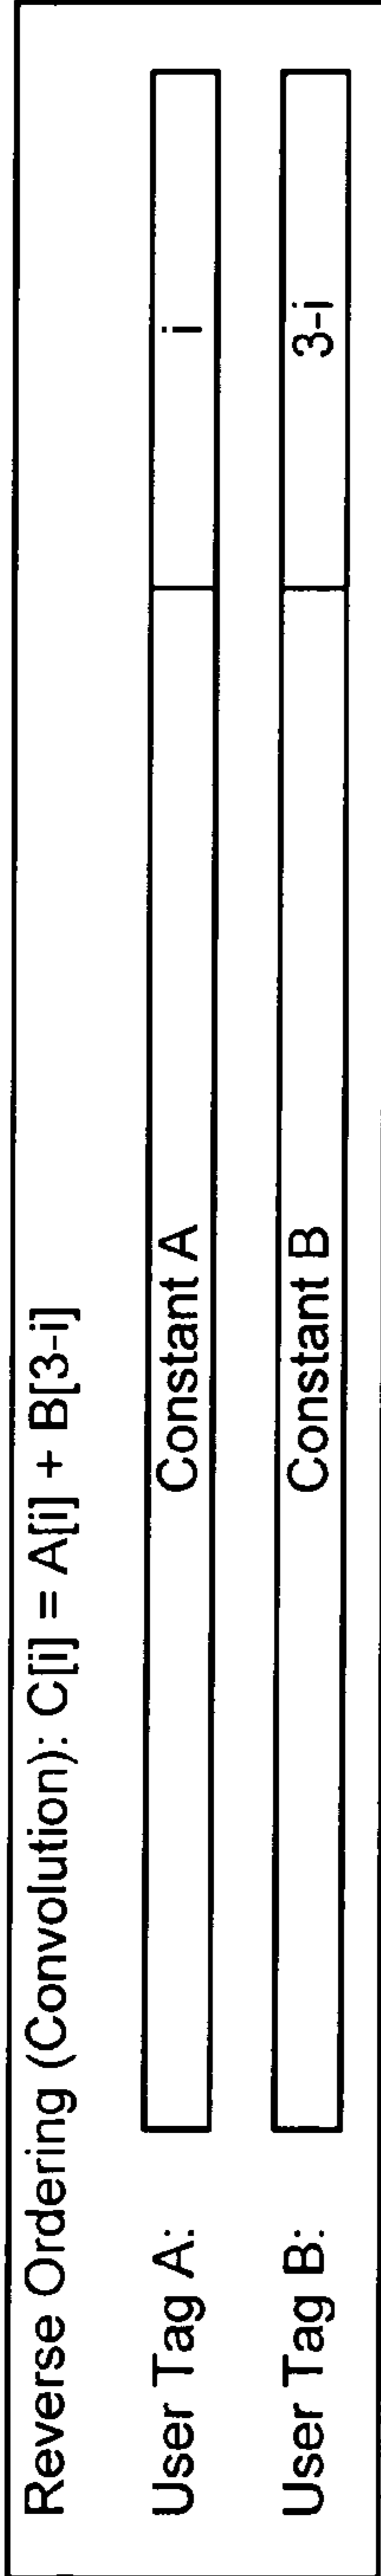 Reverse Ordering (Convolution): C[i] = A[i] + B[3-i]
User Tag A: Constant A i
User Tag B: Constant B 3-i